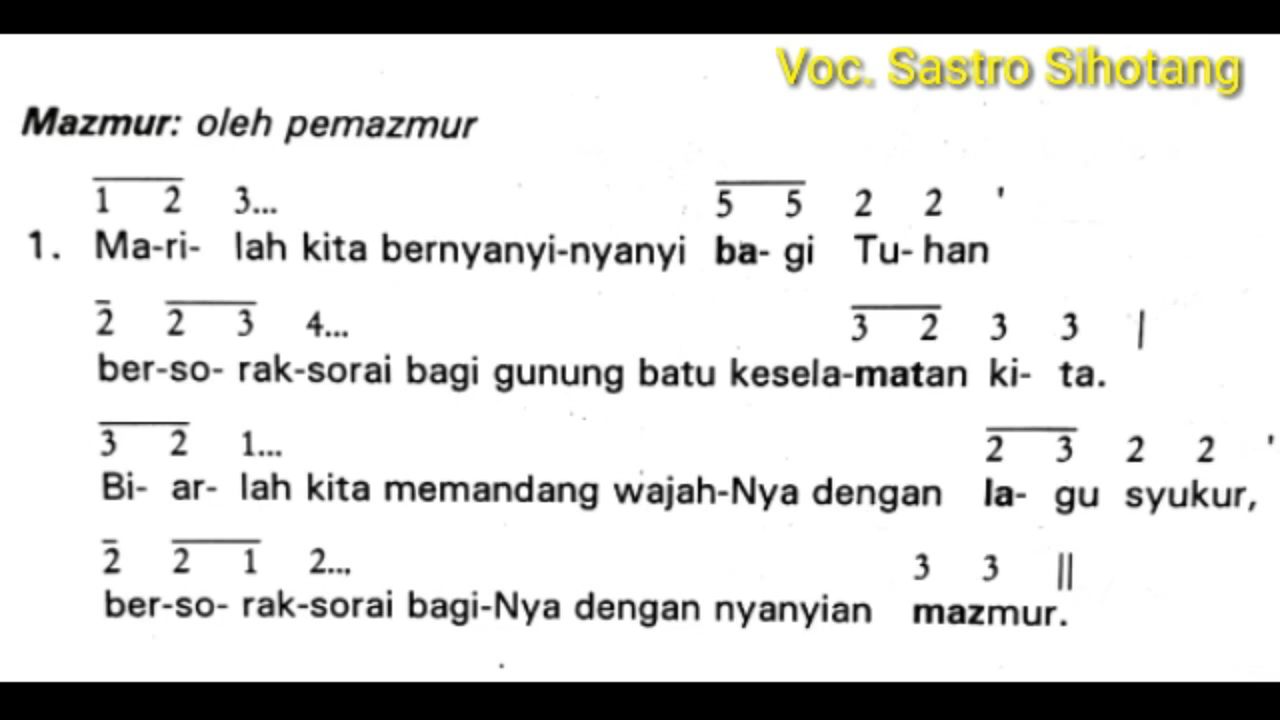 Voc. Sastro Sihotang
Mazmur: oleh pemazmur
1 2 3... 5 5 2 2 '
1. Ma-ri- lah kita bernyanyi-nyanyi ba- gi Tu- han
2 2 3 4... 3 2 3 3 |
ber-so- rak-sorai bagi gunung batu kesela-matan ki- ta.
3 2 1... 2 3 2 2 '
Bi- ar- lah kita memandang wajah-Nya dengan la- gu syukur,
2 2 1 2... 3 3 ||
ber-so- rak-sorai bagi-Nya dengan nyanyian mazmur.